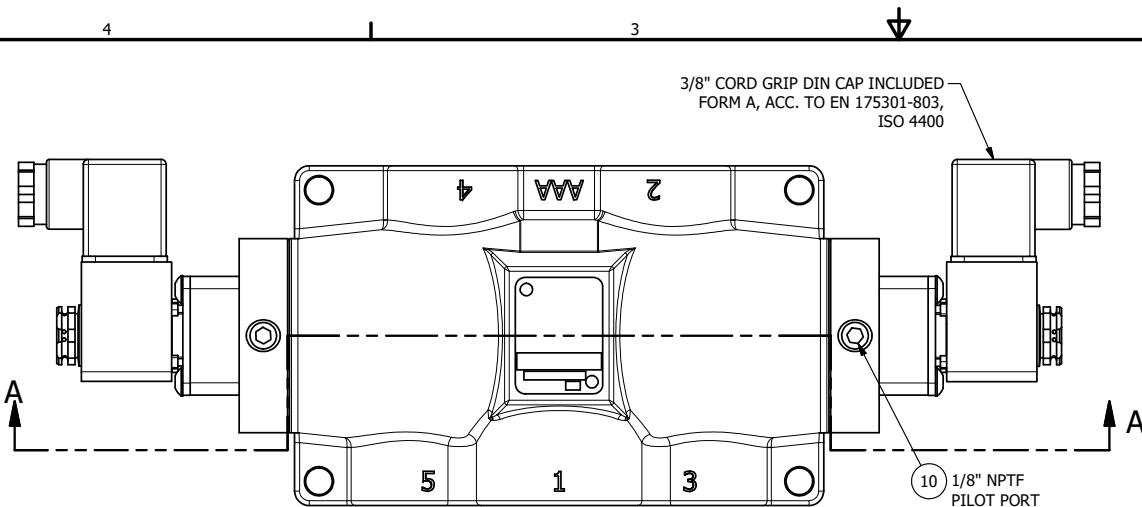 4 3
3/8" CORD GRIP DIN CAP INCLUDED
FORM A, ACC. TO EN 175301-803,
ISO 4400
4 AAA 2
A A
5 1 3
10 1/8" NPTF
PILOT PORT